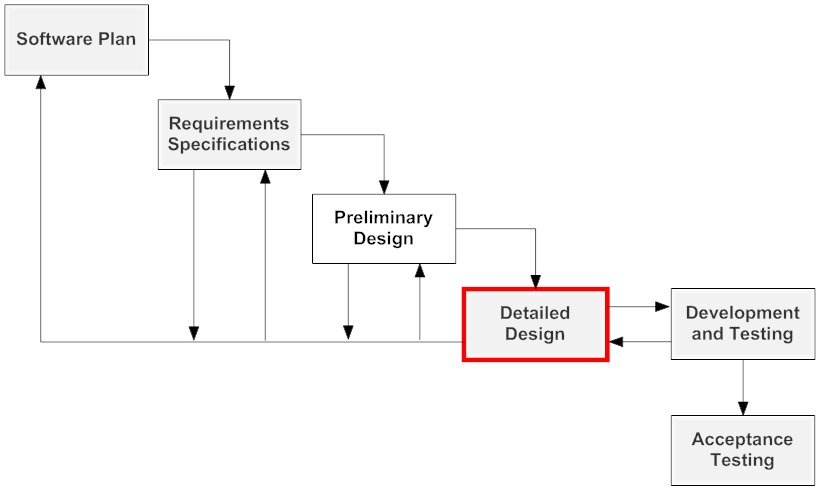 Software Plan
Requirements
Specifications
Preliminary
Design
Detailed
Design
Development
and Testing
Acceptance
Testing